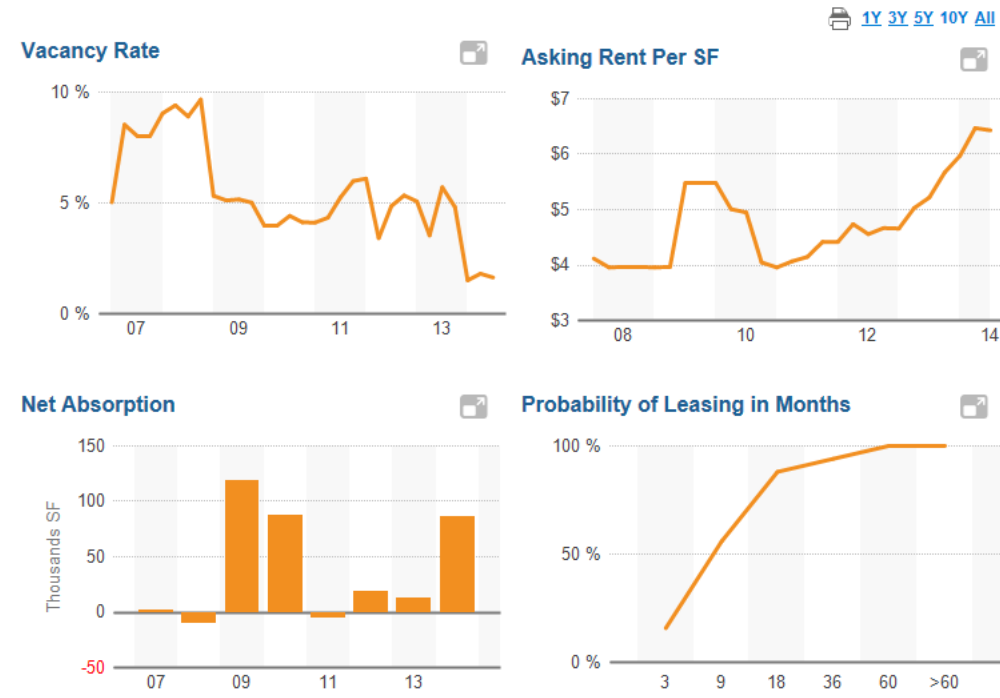 1Y 3Y 5Y 10Y All
Vacancy Rate
10 %
5 %
0 %
07 09 11 13
Asking Rent Per SF
$7
$6
$5
$4
$3
08 10 12 14
Net Absorption
Thousands SF
150
100
50
0
-50
07 09 11 13
Probability of Leasing in Months
100 %
50 %
0 %
3 9 18 36 60 >60